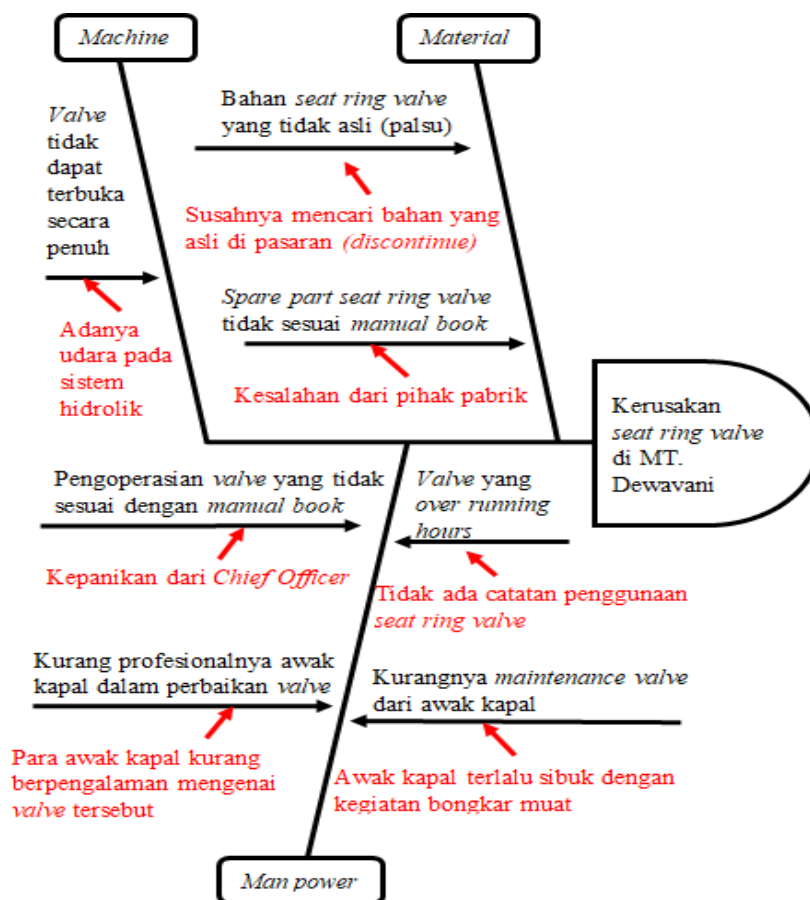 Machine
Material
Valve
tidak
dapat
terbuka
secara
penuh
Adanya
udara pada
sistem
hidrolik
Bahan seat ring valve
yang tidak asli (palsu)
Susahnya mencari bahan yang
asli di pasaran (discontinue)
Spare part seat ring valve
tidak sesuai manual book
Kesalahan dari pihak pabrik
Kerusakan
seat ring valve
di MT.
Dewavani
Pengoperasian valve yang tidak
sesuai dengan manual book
Kepanikan dari Chief Officer
Valve yang
over running
hours
Tidak ada catatan penggunaan
seat ring valve
Kurang profesionalnya awak
kapal dalam perbaikan valve
Para awak kapal kurang
berpengalaman mengenai
valve tersebut
Kurangnya maintenance valve
dari awak kapal
Awak kapal terlalu sibuk dengan
kegiatan bongkar muat
Man power